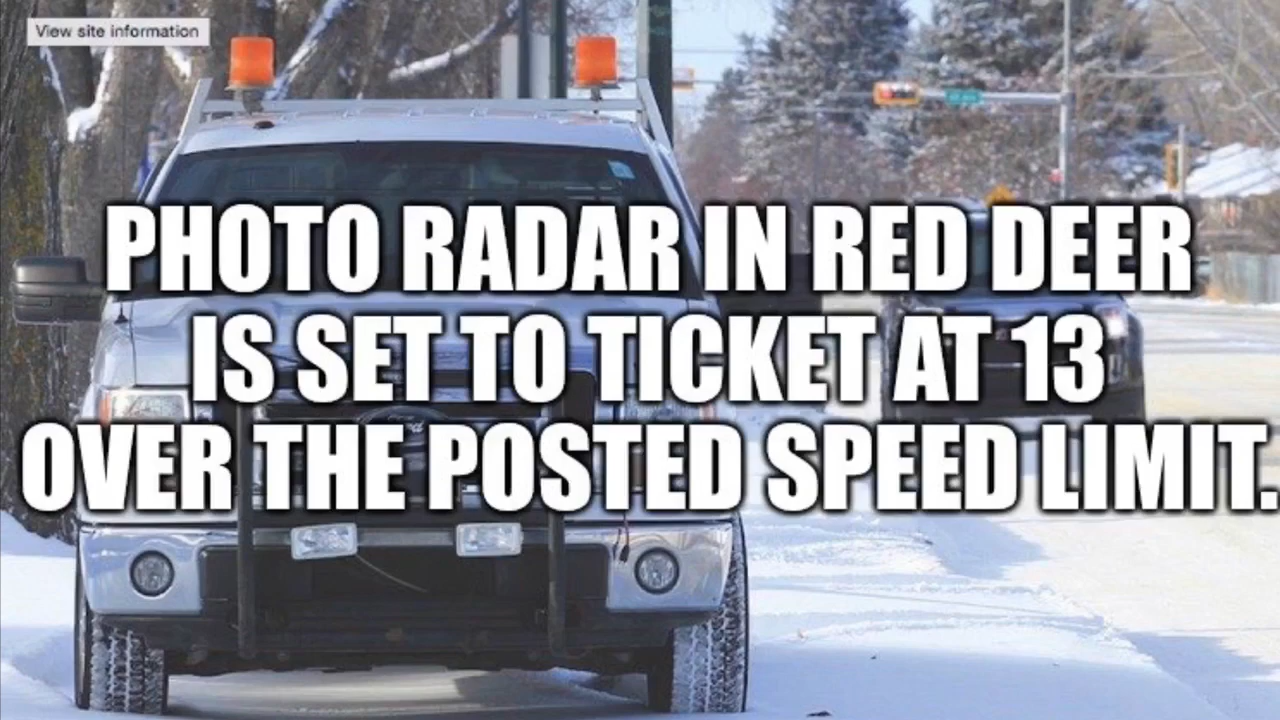 View site information
PHOTO RADAR IN RED DEER
IS SET TO TICKET AT 13
OVER THE POSTED SPEED LIMIT.